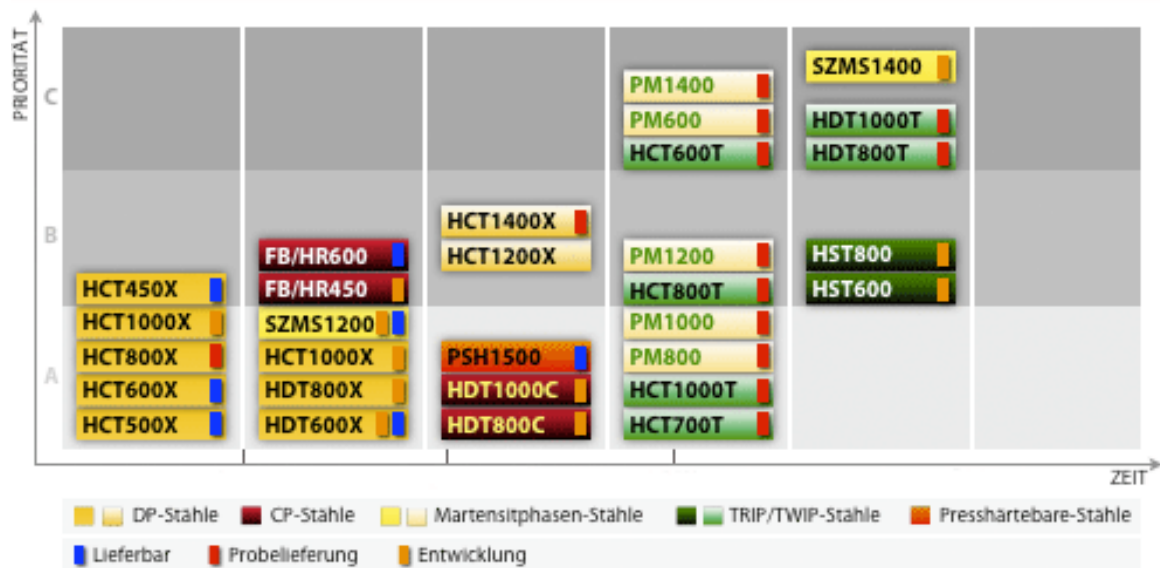 PRIORITÄT
C
B
A
HCT450X
HCT1000X
HCT800X
HCT600X
HCT500X
FB/HR600
FB/HR450
SZMS1200
HCT1000X
HDT800X
HDT600X
HCT1400X
HCT1200X
PSH1500
HDT1000C
HDT800C
PM1400
PM600
HCT600T
PM1200
HCT800T
PM1000
PM800
HCT1000T
HCT700T
SZMS1400
HDT1000T
HDT800T
HST800
HST600
ZEIT
DP-Stähle CP-Stähle Martensitphasen-Stähle TRIP/TWIP-Stähle Presshärtebare-Stähle
Lieferbar Probelieferung Entwicklung